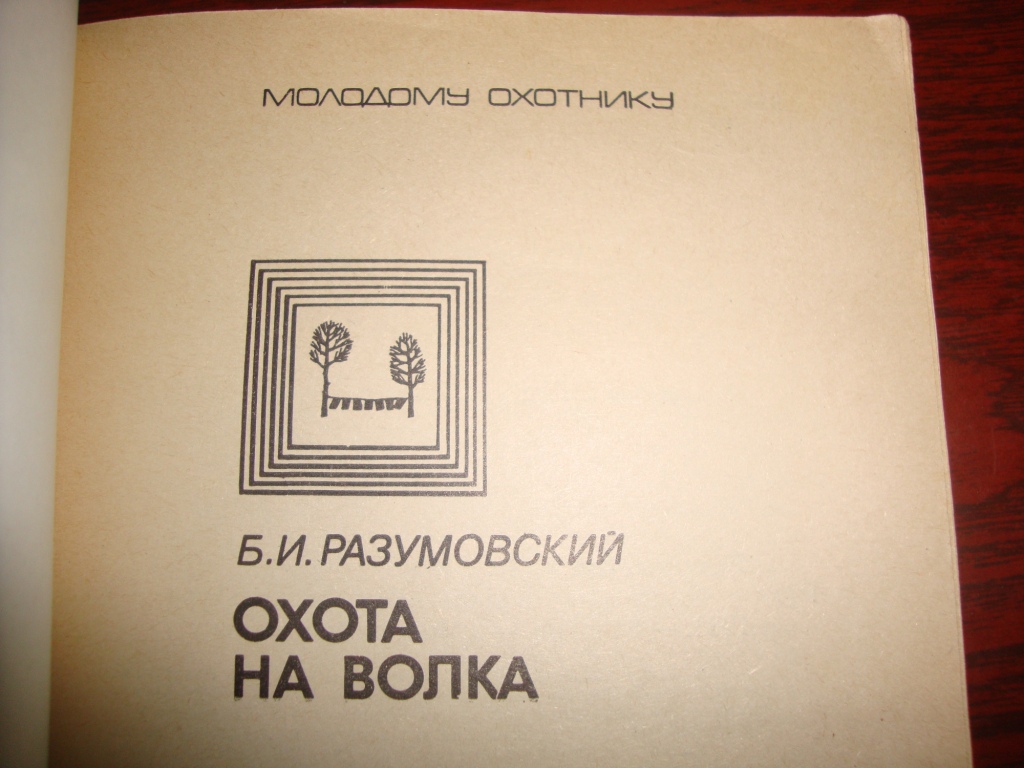 МОЛОДОМУ ОХОТНИКУ
Б.И.РАЗУМОВСКИЙ
ОХОТА
НА ВОЛКА